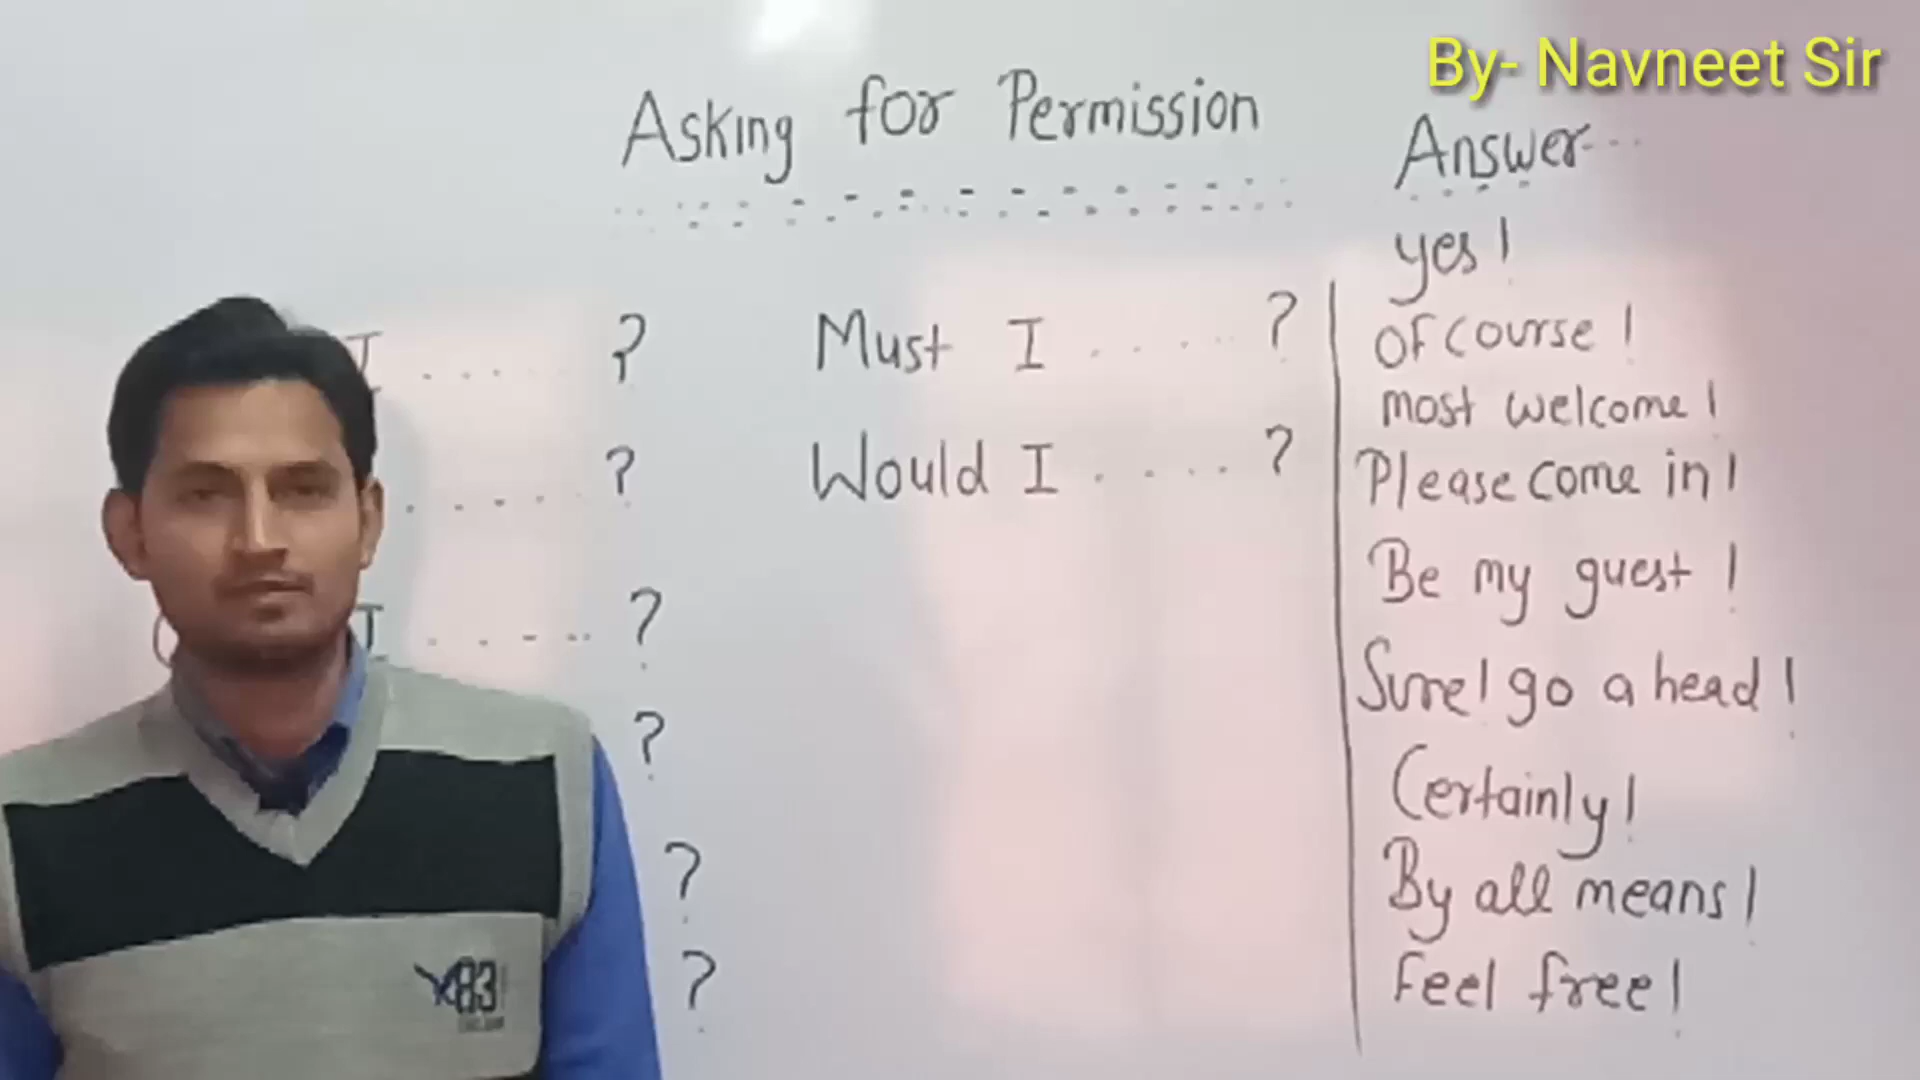 By- Navneet Sir
Asking for Permission
I ..... ?
..... ?
I ..... ?
?
?
?
Must I ..... ?
Would I ..... ?
Answer
yes!
of course!
most welcome!
Please come in!
Be my guest!
Sure! go a head!
Certainly!
By all means!
Feel free!